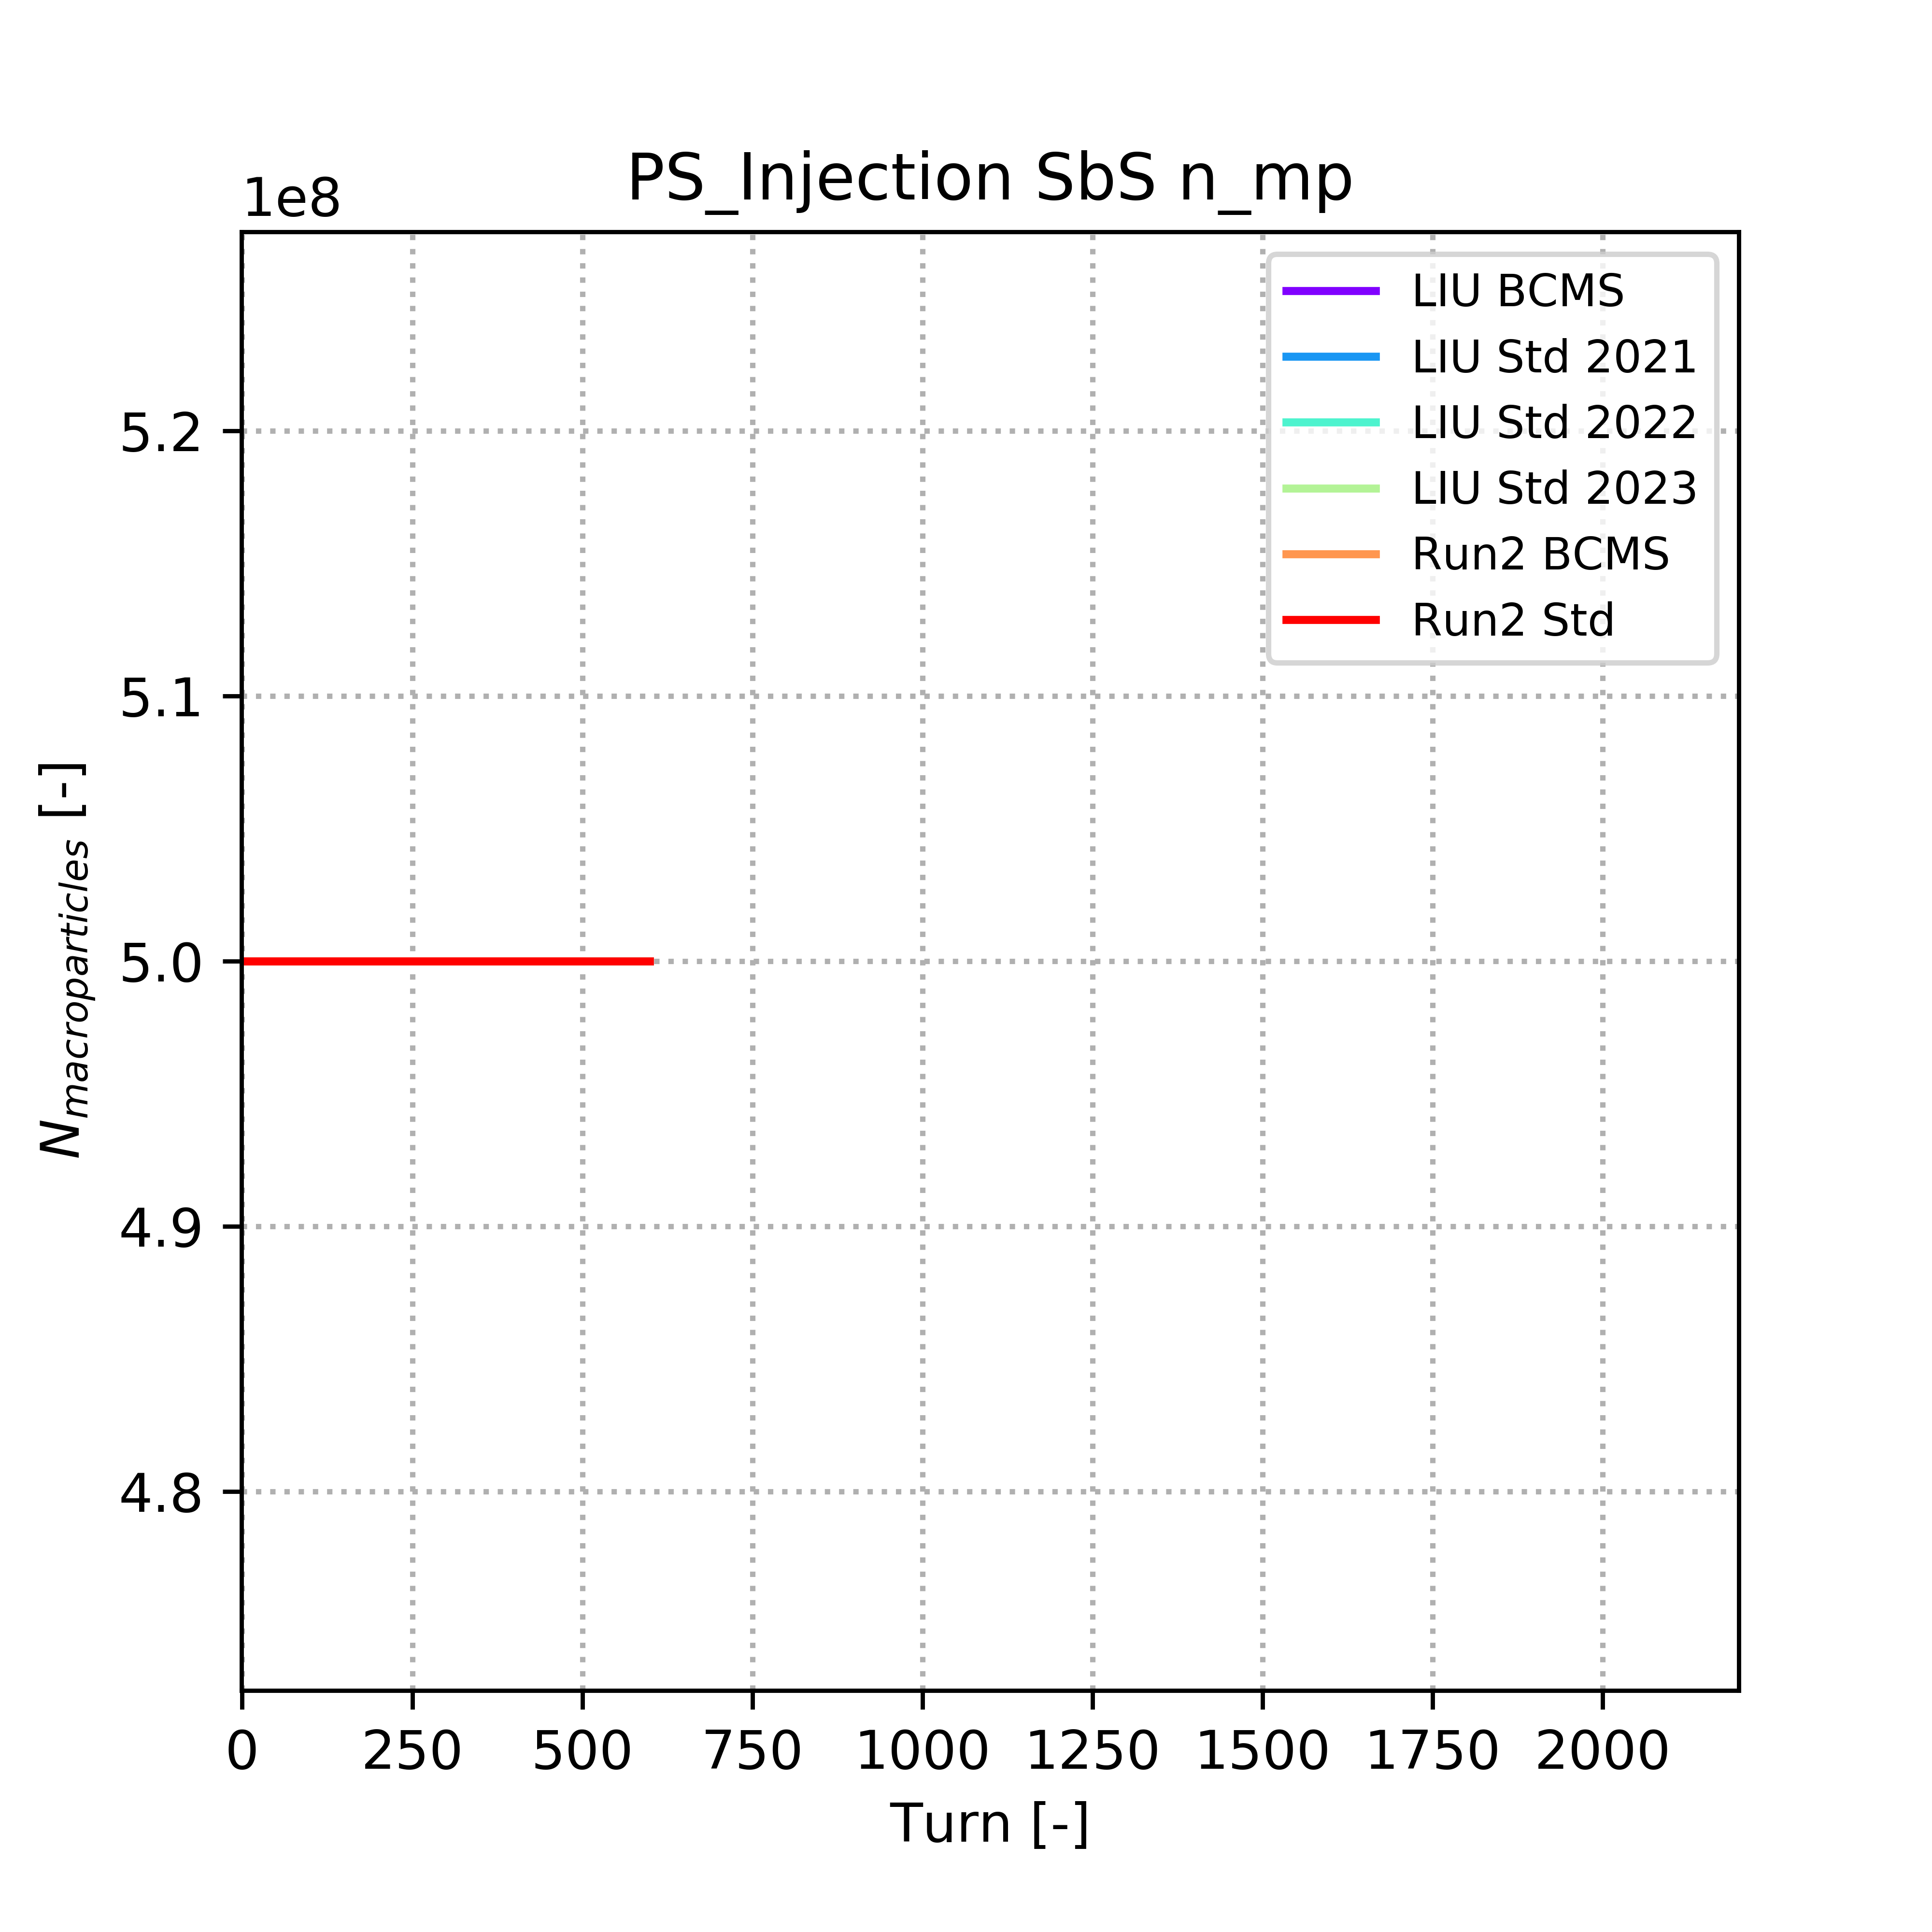 PS_Injection SbS n_mp
1e8
LIU BCMS
LIU Std 2021
LIU Std 2022
LIU Std 2023
Run2 BCMS
Run2 Std
5.2
5.1
5.0
4.9
4.8
N_macroparticles [-]
0 250 500 750 1000 1250 1500 1750 2000
Turn [-]